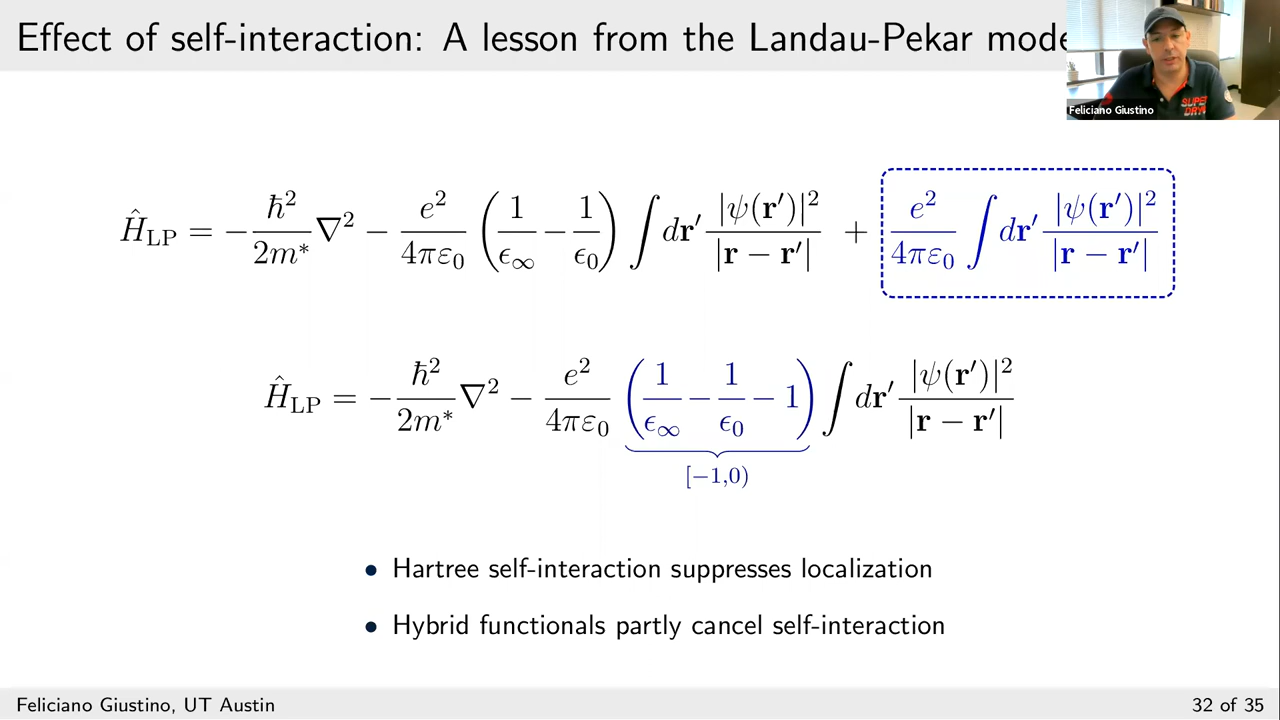 Effect of self-interaction: A lesson from the Landau-Pekar mode
Feliciano Giustino
SUPER
DRY
Ĥ_LP = −ℏ²/2m* ∇² − e²/4πε₀ (1/ϵ∞ − 1/ϵ₀) ∫dr′ |ψ(r′)|²/|r − r′| + e²/4πε₀ ∫dr′ |ψ(r′)|²/|r − r′|
Ĥ_LP = −ℏ²/2m* ∇² − e²/4πε₀ (1/ϵ∞ − 1/ϵ₀ − 1) ∫dr′ |ψ(r′)|²/|r − r′|
[−1,0)
• Hartree self-interaction suppresses localization
• Hybrid functionals partly cancel self-interaction
Feliciano Giustino, UT Austin
32 of 35